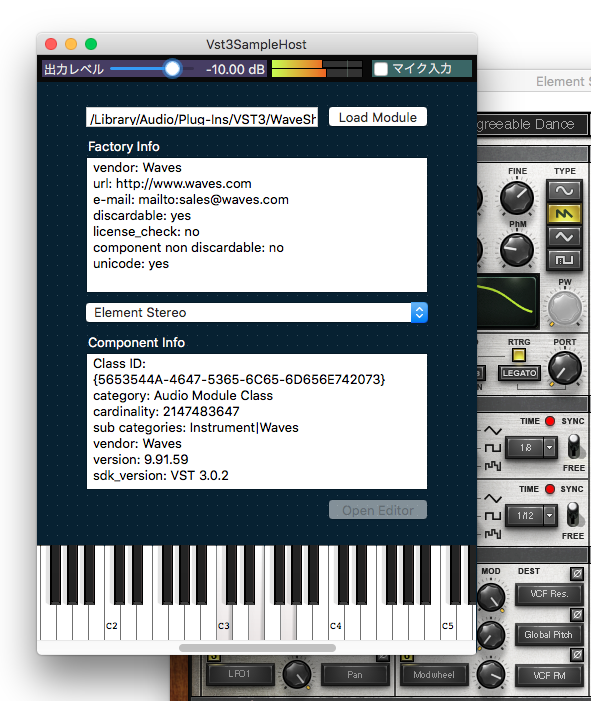 Vst3SampleHost
出力レベル -10.00 dB マイク入力
/Library/Audio/Plug-Ins/VST3/WaveSh Load Module
Factory Info
vendor: Waves
url: http://www.waves.com
e-mail: mailto:sales@waves.com
discardable: yes
license_check: no
component non discardable: no
unicode: yes
Element Stereo
Component Info
Class ID:
{5653544A-4647-5365-6C65-6D656E742073}
category: Audio Module Class
cardinality: 2147483647
sub categories: Instrument|Waves
vendor: Waves
version: 9.91.59
sdk_version: VST 3.0.2
Open Editor
C2 C3 C4 C5
Element S
greeable Dance
FINE TYPE
PhM
PW
RTRG PORT
LEGATO
TIME SYNC
1/8
FREE
TIME SYNC
1/12
FREE
MOD DEST
VCF Res.
Global Pitch
LFO1 Pan Modwheel VCF FM